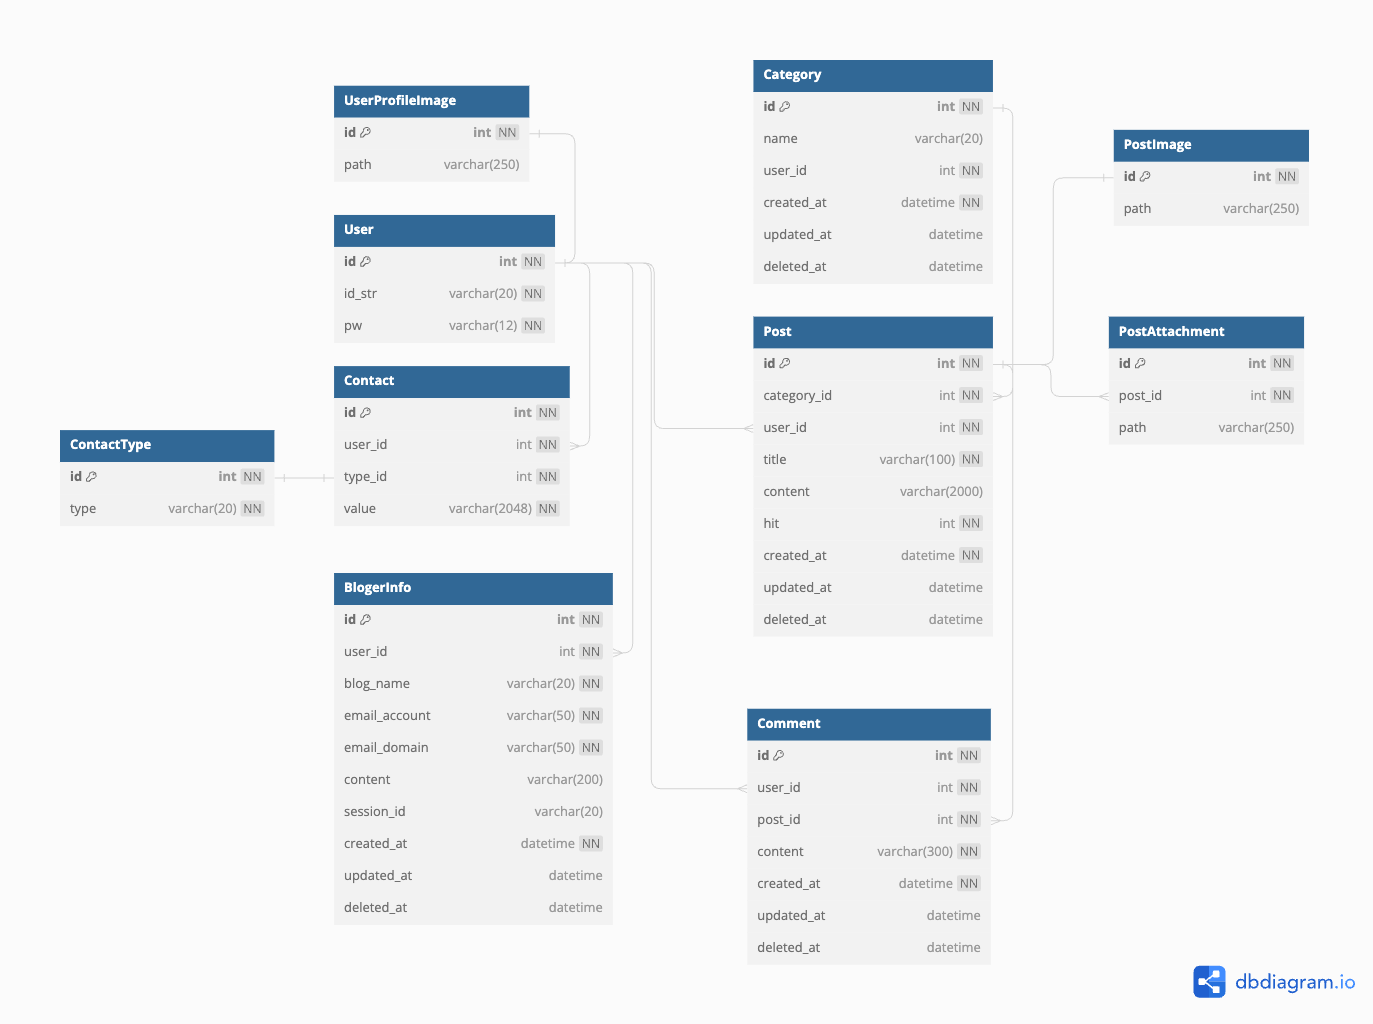 UserProfileImage
id int NN
path varchar(250)
User
id int NN
id_str varchar(20) NN
pw varchar(12) NN
Contact
id int NN
user_id int NN
type_id int NN
value varchar(2048) NN
ContactType
id int NN
type varchar(20) NN
BlogerInfo
id int NN
user_id int NN
blog_name varchar(20) NN
email_account varchar(50) NN
email_domain varchar(50) NN
content varchar(200)
session_id varchar(20)
created_at datetime NN
updated_at datetime
deleted_at datetime
Category
id int NN
name varchar(20)
user_id int NN
created_at datetime NN
updated_at datetime
deleted_at datetime
Post
id int NN
category_id int NN
user_id int NN
title varchar(100) NN
content varchar(2000)
hit int NN
created_at datetime NN
updated_at datetime
deleted_at datetime
Comment
id int NN
user_id int NN
post_id int NN
content varchar(300) NN
created_at datetime NN
updated_at datetime
deleted_at datetime
PostImage
id int NN
path varchar(250)
PostAttachment
id int NN
post_id int NN
path varchar(250)
dbdiagram.io